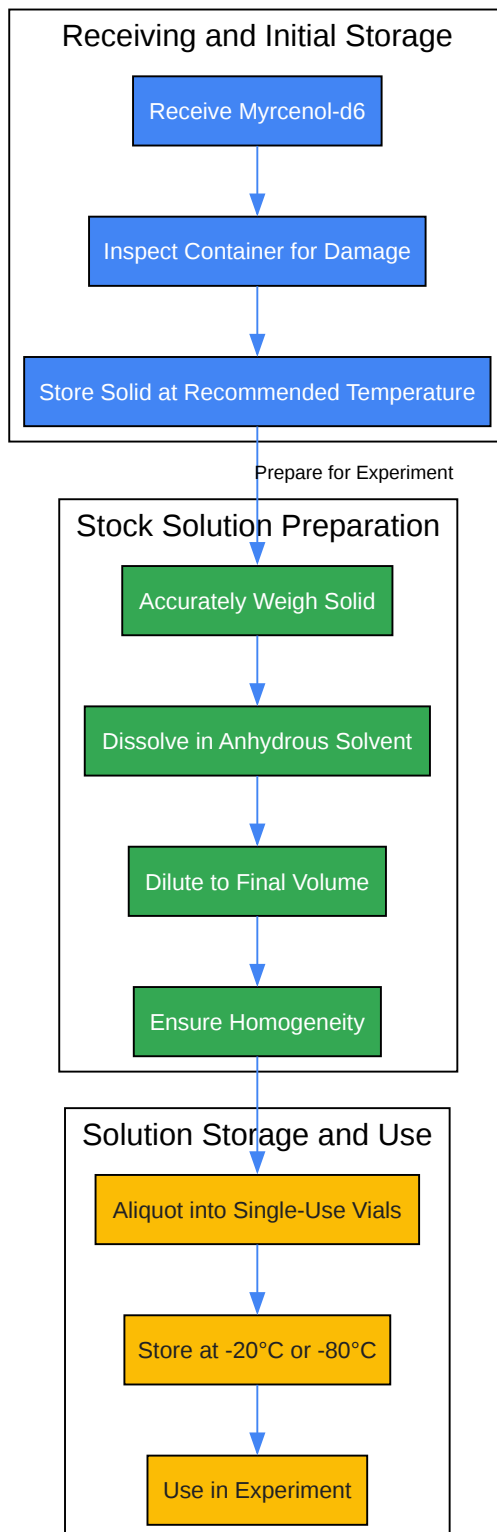 Receiving and Initial Storage
Receive Myrcenol-d6
Inspect Container for Damage
Store Solid at Recommended Temperature
Prepare for Experiment
Stock Solution Preparation
Accurately Weigh Solid
Dissolve in Anhydrous Solvent
Dilute to Final Volume
Ensure Homogeneity
Solution Storage and Use
Aliquot into Single-Use Vials
Store at -20°C or -80°C
Use in Experiment